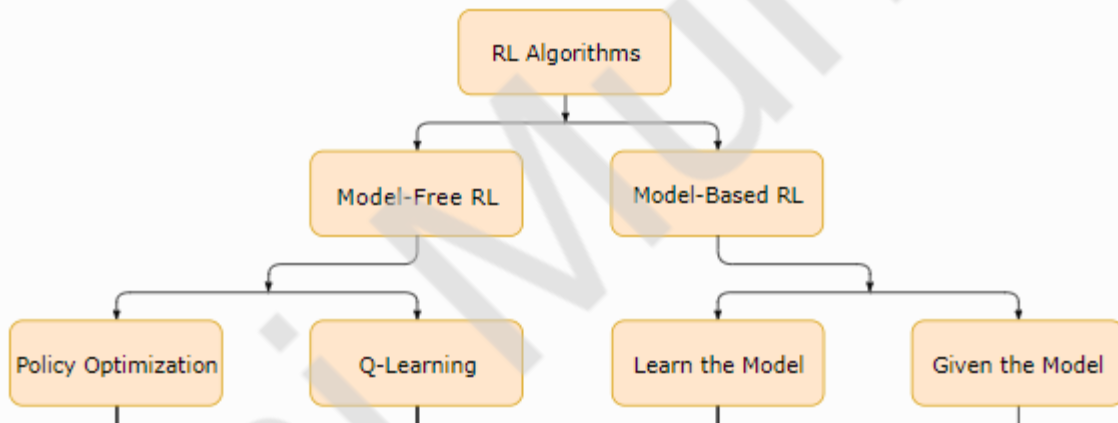 RL Algorithms
Model-Free RL
Model-Based RL
Policy Optimization
Q-Learning
Learn the Model
Given the Model